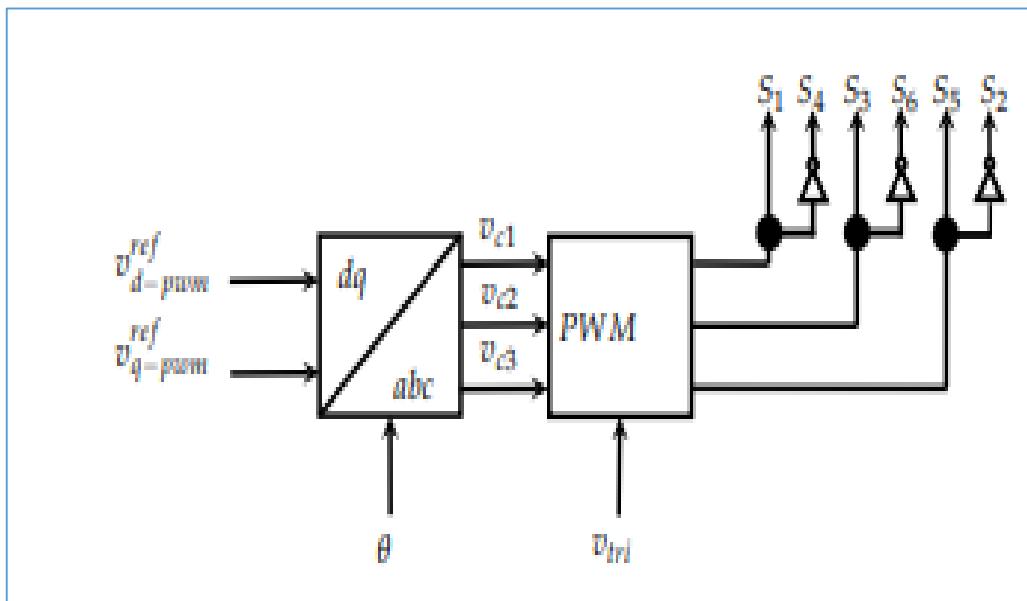 S1 S4 S3 S6 S5 S2
v_{d-pwm}^{ref}
v_{q-pwm}^{ref}
dq
abc
v_{c1}
v_{c2}
v_{c3}
PWM
θ
v_{tri}